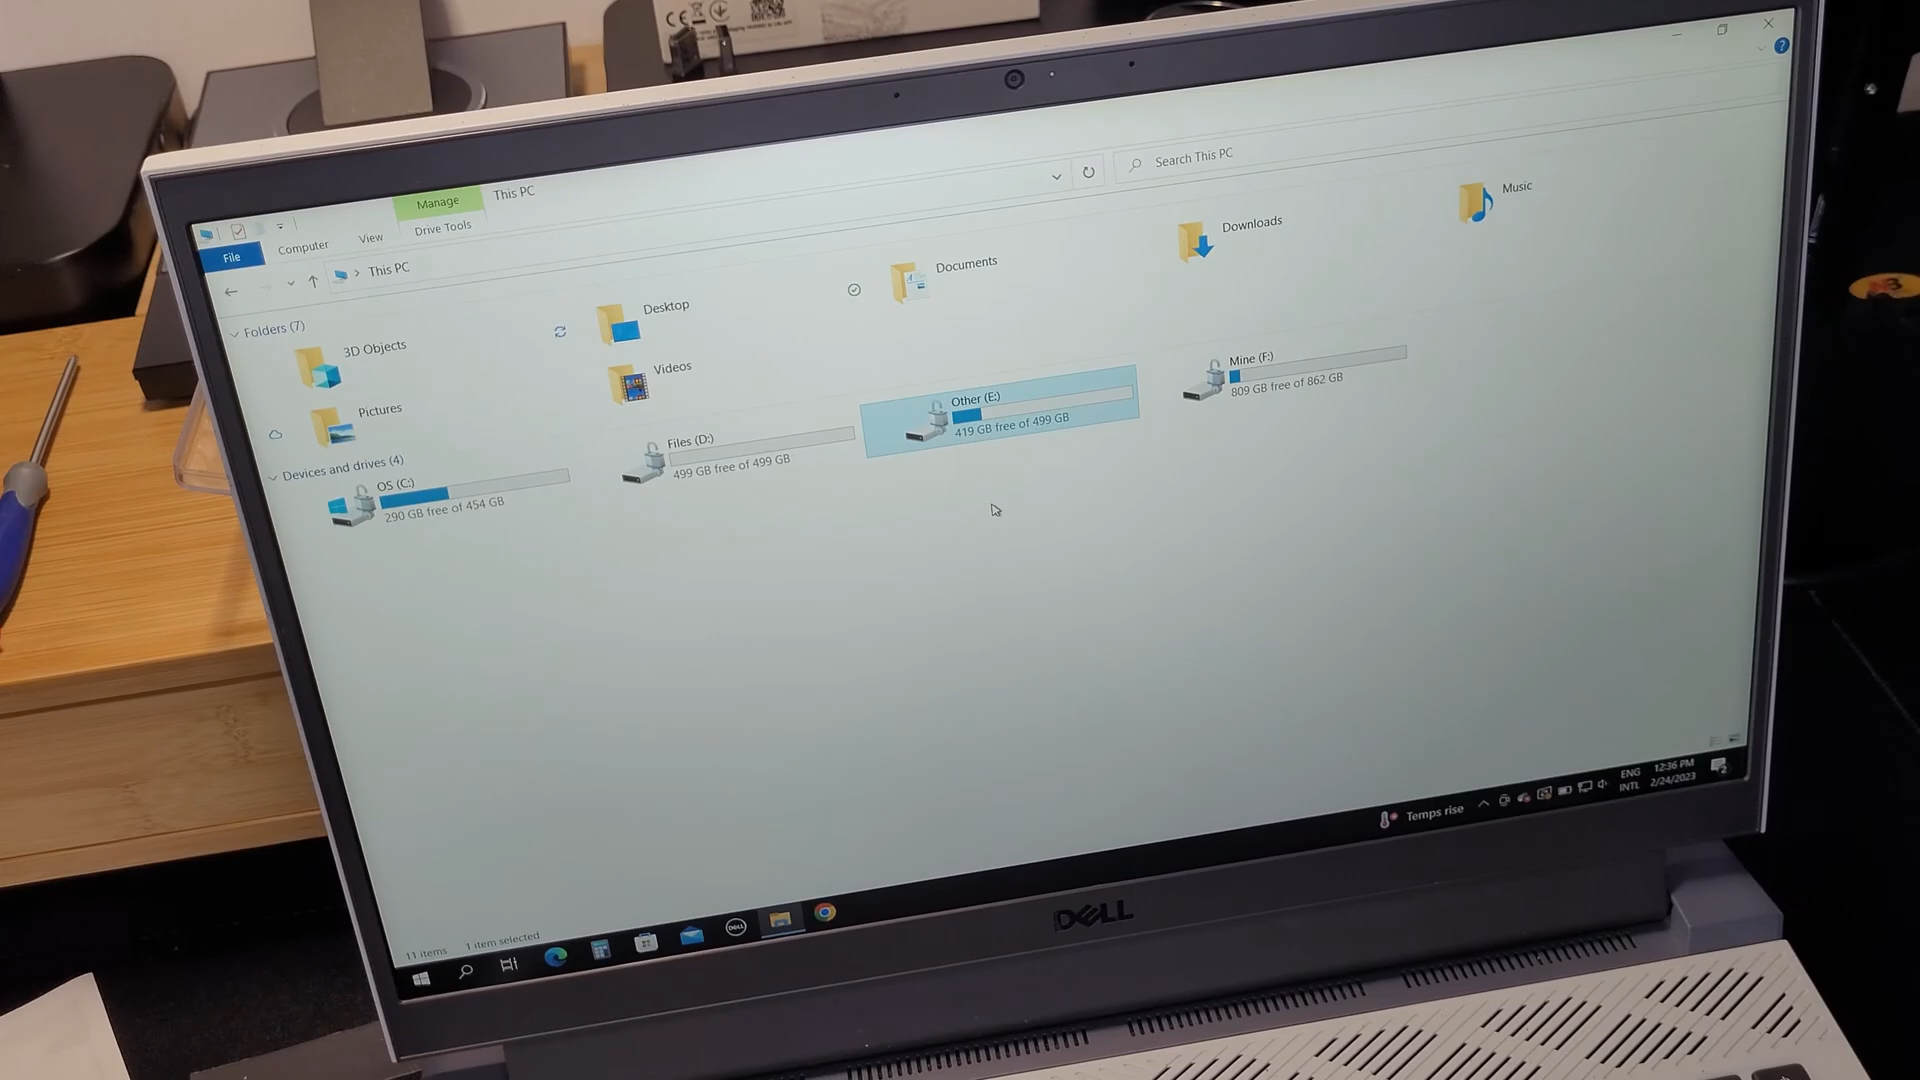 This PC
Manage
File
Computer
View
Drive Tools
This PC
Search This PC
Folders (7)
3D Objects
Desktop
Documents
Downloads
Music
Pictures
Videos
Devices and drives (4)
OS (C:)
290 GB free of 454 GB
Files (D:)
499 GB free of 499 GB
Other (E:)
419 GB free of 499 GB
Mine (F:)
809 GB free of 862 GB
11 items
1 item selected
DELL
Temps rise
ENG
INTL
12:36 PM
2/24/2023
2
DELL